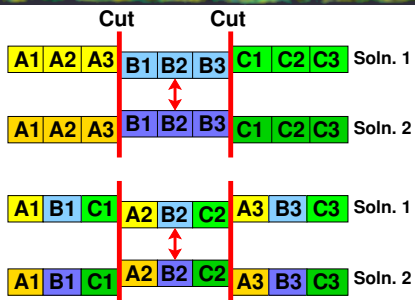 Cut Cut
A1 A2 A3 B1 B2 B3 C1 C2 C3 Soln. 1
A1 A2 A3 B1 B2 B3 C1 C2 C3 Soln. 2
A1 B1 C1 A2 B2 C2 A3 B3 C3 Soln. 1
A1 B1 C1 A2 B2 C2 A3 B3 C3 Soln. 2